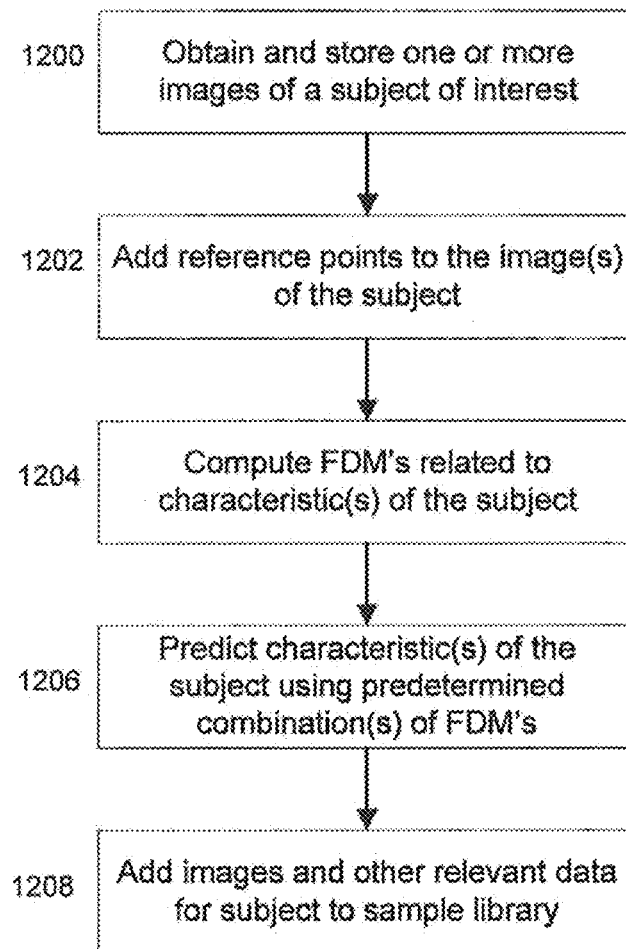 1200
Obtain and store one or more
images of a subject of interest
1202
Add reference points to the image(s)
of the subject
1204
Compute FDM's related to
characteristic(s) of the subject
1206
Predict characteristic(s) of the
subject using predetermined
combination(s) of FDM's
1208
Add images and other relevant data
for subject to sample library